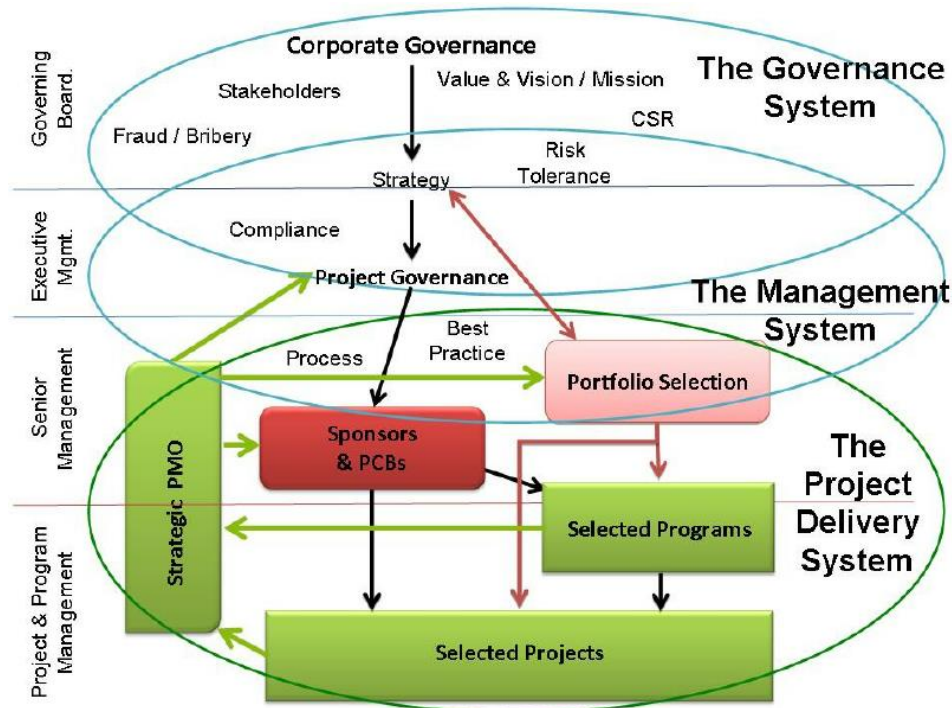 Corporate Governance
The Governance
System
Value & Vision / Mission
Stakeholders
CSR
Fraud / Bribery
Risk
Tolerance
Strategy
Governing
Board.
Compliance
Executive
Mgmt.
Project Governance
The Management
System
Best
Practice
Process
Portfolio Selection
Senior
Management
Sponsors
& PCBs
The
Project
Delivery
System
Strategic PMO
Selected Programs
Project & Program
Management
Selected Projects